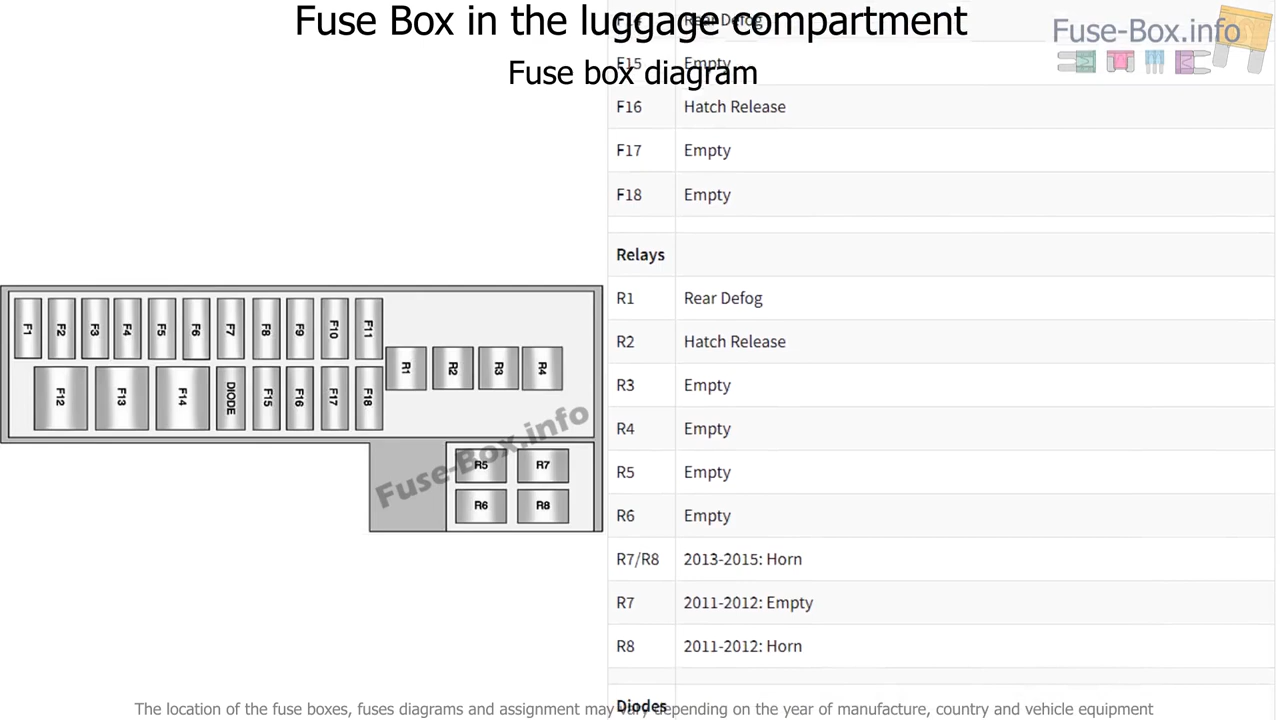 Fuse Box in the luggage compartment
Fuse box diagram
Fuse-Box.info
F14 Rear Defog
F15 Empty
F16 Hatch Release
F17 Empty
F18 Empty
Relays
R1 Rear Defog
R2 Hatch Release
R3 Empty
R4 Empty
R5 Empty
R6 Empty
R7/R8 2013-2015: Horn
R7 2011-2012: Empty
R8 2011-2012: Horn
Diodes
F1 F2 F3 F4 F5 F6 F7 F8 F9 F10 F11
R1 R2 R3 R4
F12 F13 F14 DIODE F15 F16 F17 F18
R5 R7
R6 R8
Fuse-Box.info
The location of the fuse boxes, fuses diagrams and assignment may vary depending on the year of manufacture, country and vehicle equipment